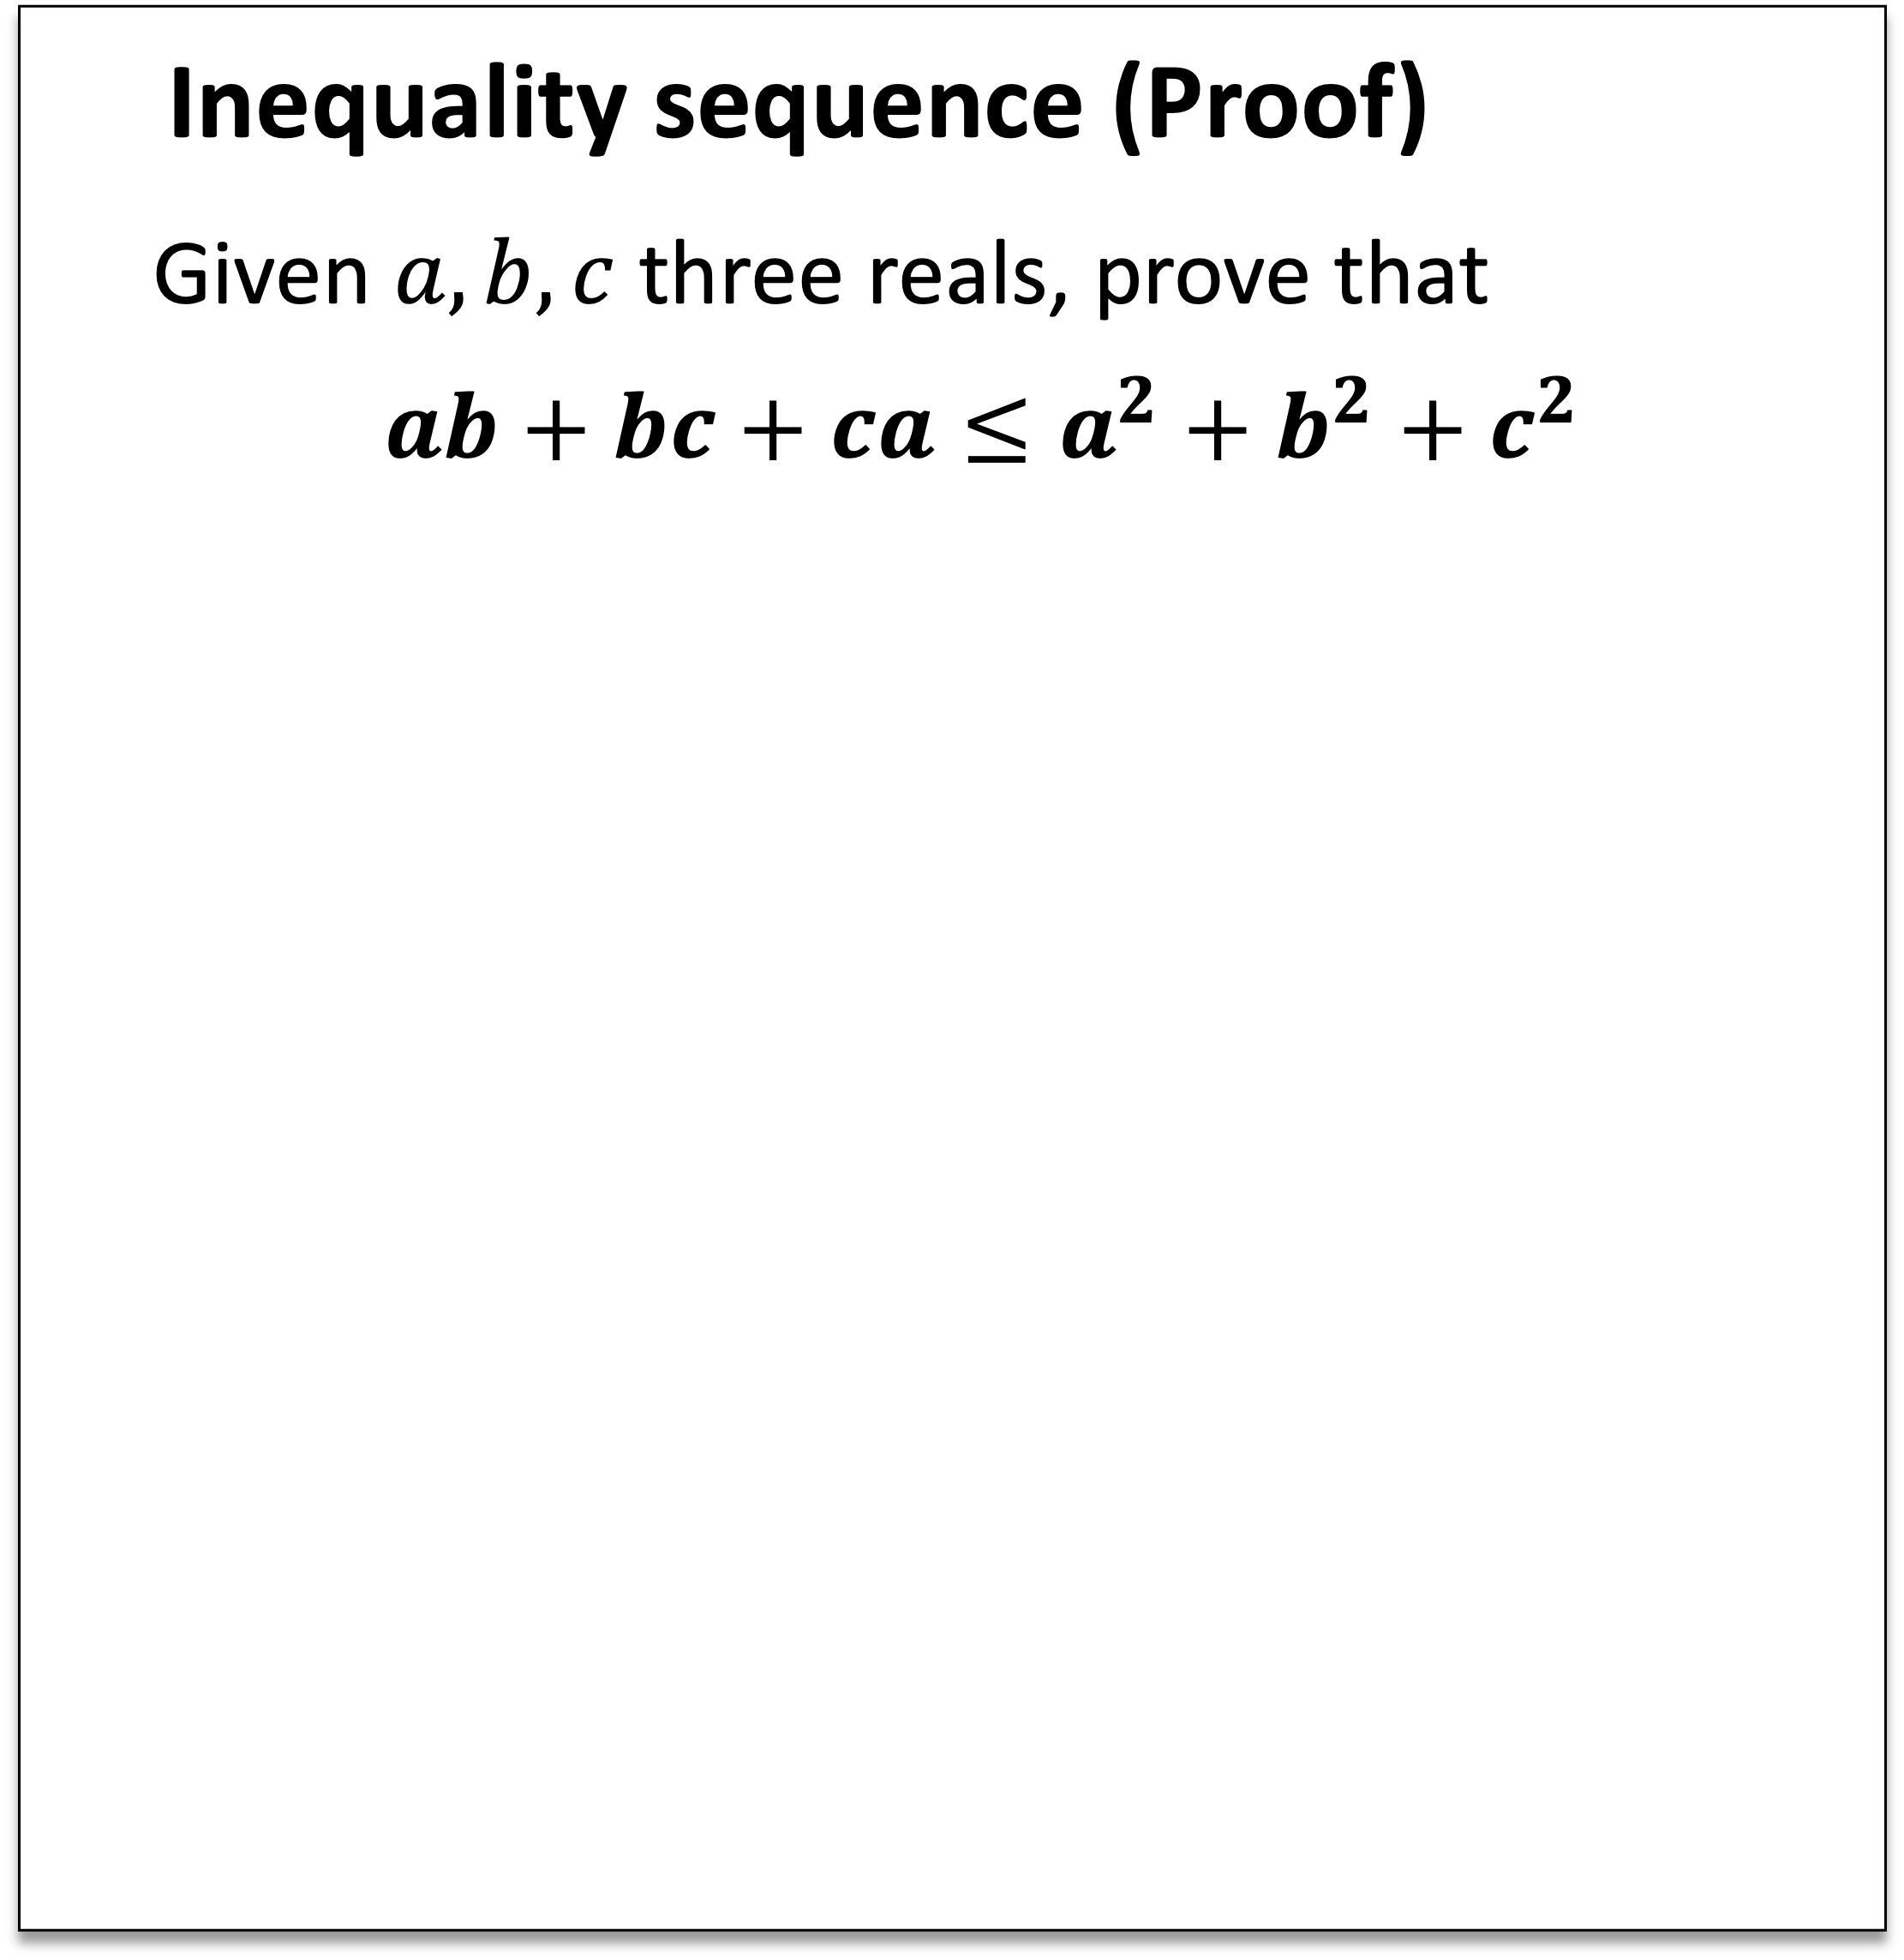 Inequality sequence (Proof)
Given a, b, c three reals, prove that
ab + bc + ca ≤ a² + b² + c²